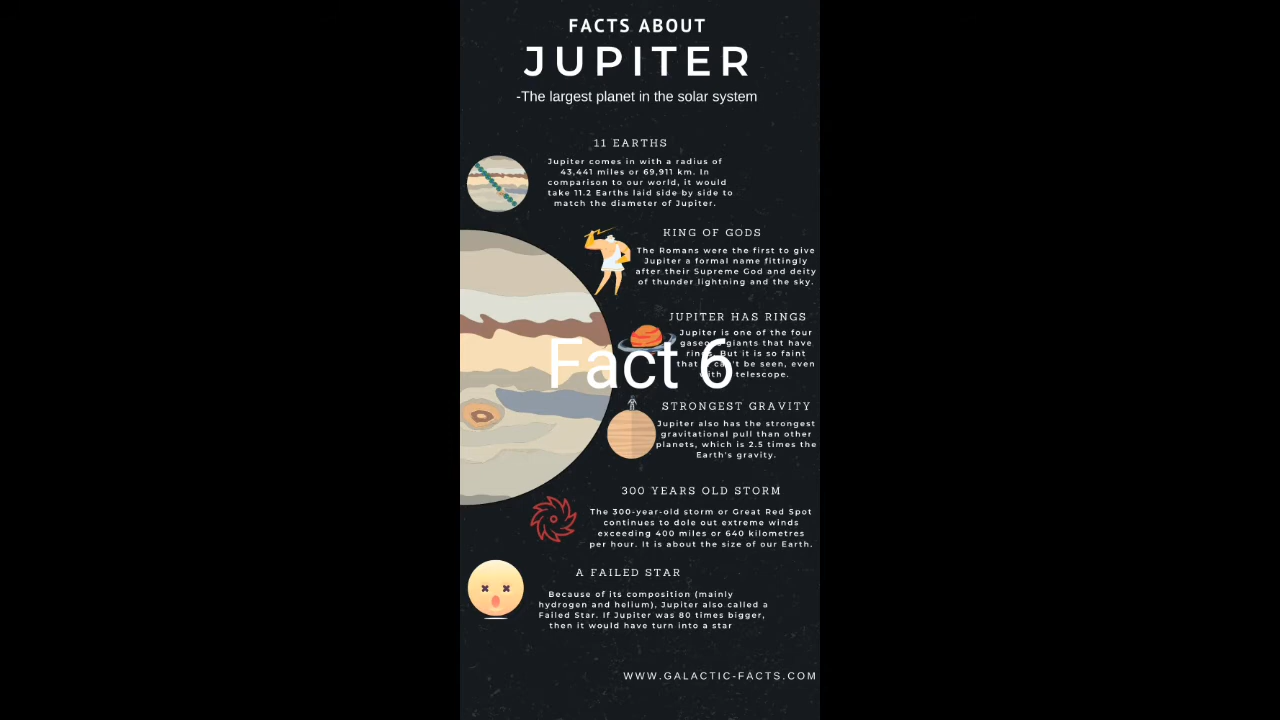 FACTS ABOUT
JUPITER
-The largest planet in the solar system
11 EARTHS
Jupiter comes in with a radius of
43,441 miles or 69,911 km. In
comparison to our world, it would
take 11.2 Earths laid side by side to
match the diameter of Jupiter.
KING OF GODS
The Romans were the first to give
Jupiter a formal name fittingly
after their Supreme God and deity
of thunder lightning and the sky.
JUPITER HAS RINGS
Jupiter is one of the four
gaseous giants that have
rings. But it is so faint
that it can't be seen, even
with a telescope.
Fact 6
STRONGEST GRAVITY
Jupiter also has the strongest
gravitational pull than other
planets, which is 2.5 times the
Earth's gravity.
300 YEARS OLD STORM
The 300-year-old storm or Great Red Spot
continues to dole out extreme winds
exceeding 400 miles or 640 kilometres
per hour. It is about the size of our Earth.
A FAILED STAR
Because of its composition (mainly
hydrogen and helium), Jupiter also called a
Failed Star. If Jupiter was 80 times bigger,
then it would have turn into a star
WWW.GALACTIC-FACTS.COM